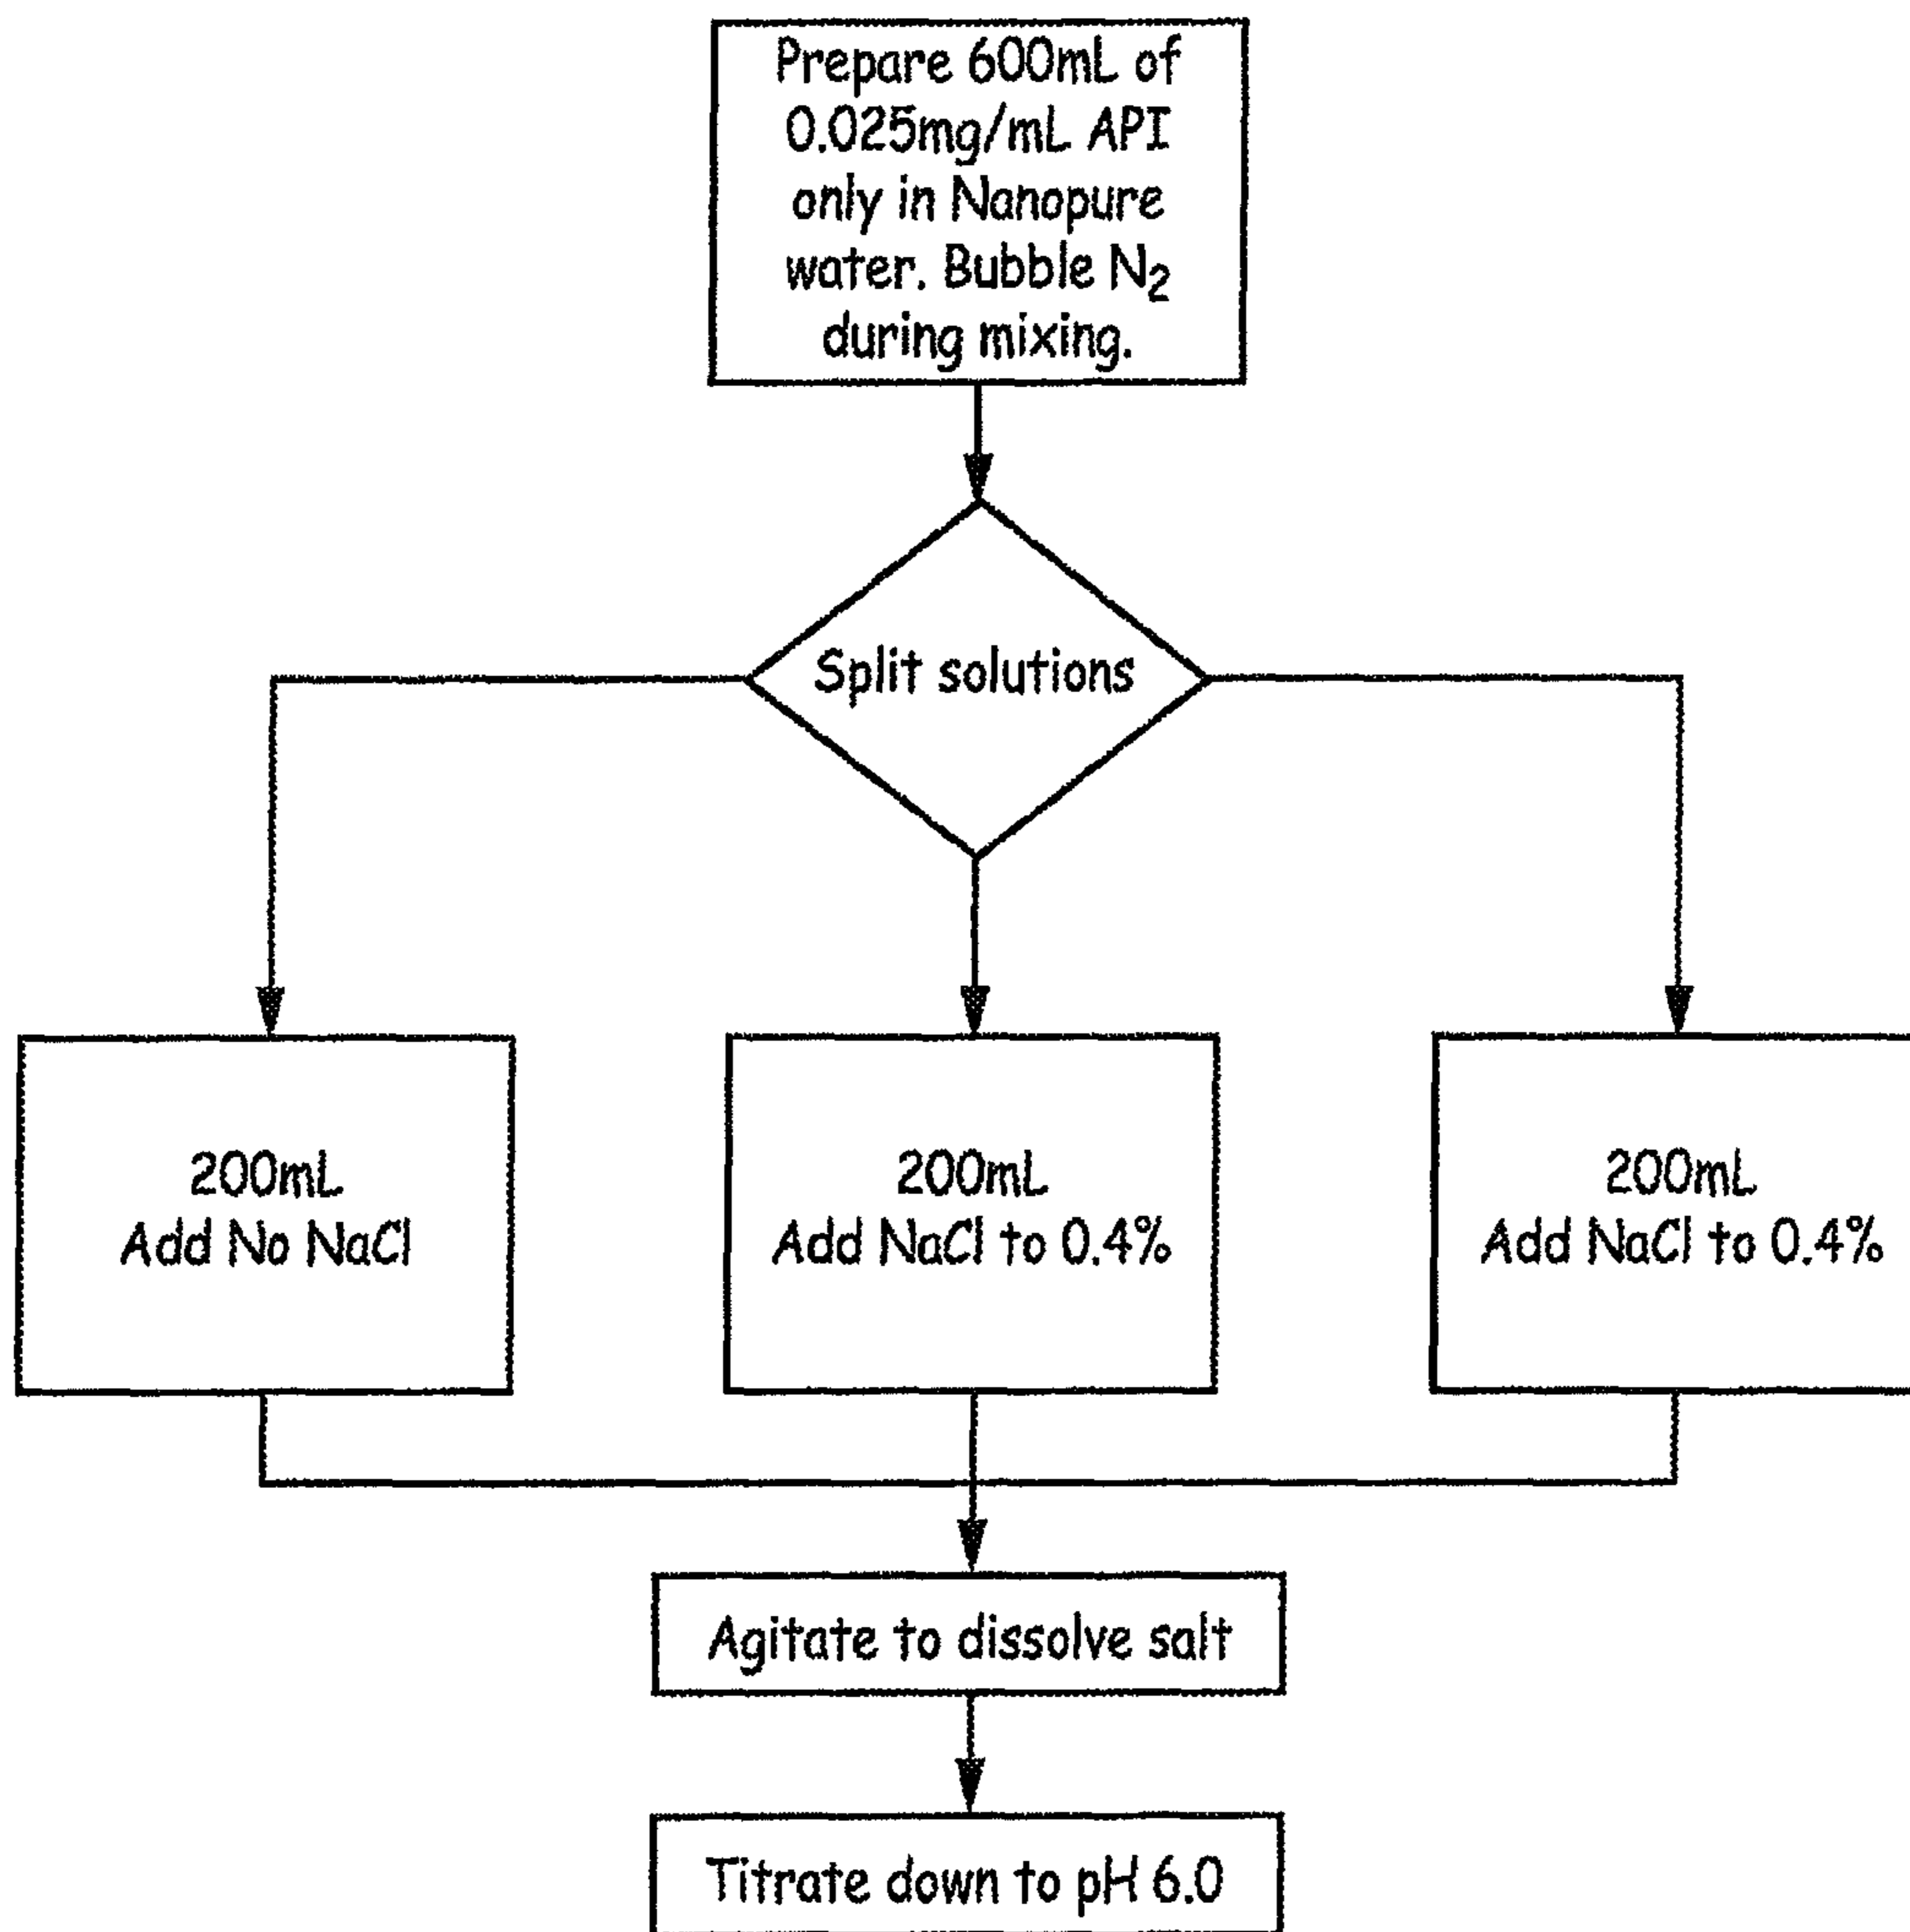 Prepare 600mL of
0.025mg/mL API
only in Nanopure
water. Bubble N₂
during mixing.
Split solutions
200mL
Add No NaCl
200mL
Add NaCl to 0.4%
200mL
Add NaCl to 0.4%
Agitate to dissolve salt
Titrate down to pH 6.0